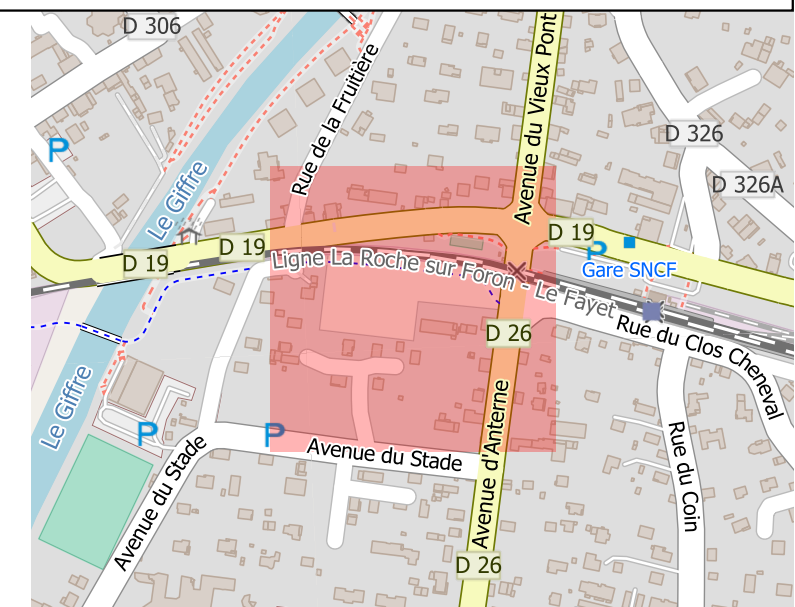 D 306
Avenue du Vieux Pont
Rue de la Fruitière
D 326
P
D 326A
Le Giffre
D 19
D 19
D 19
P
Gare SNCF
Ligne La Roche sur Foron - Le Fayet
D 26
Rue du Clos Cheneval
Le Giffre
Avenue d'Anterne
Rue du Coin
P
P
Avenue du Stade
Avenue du Stade
D 26